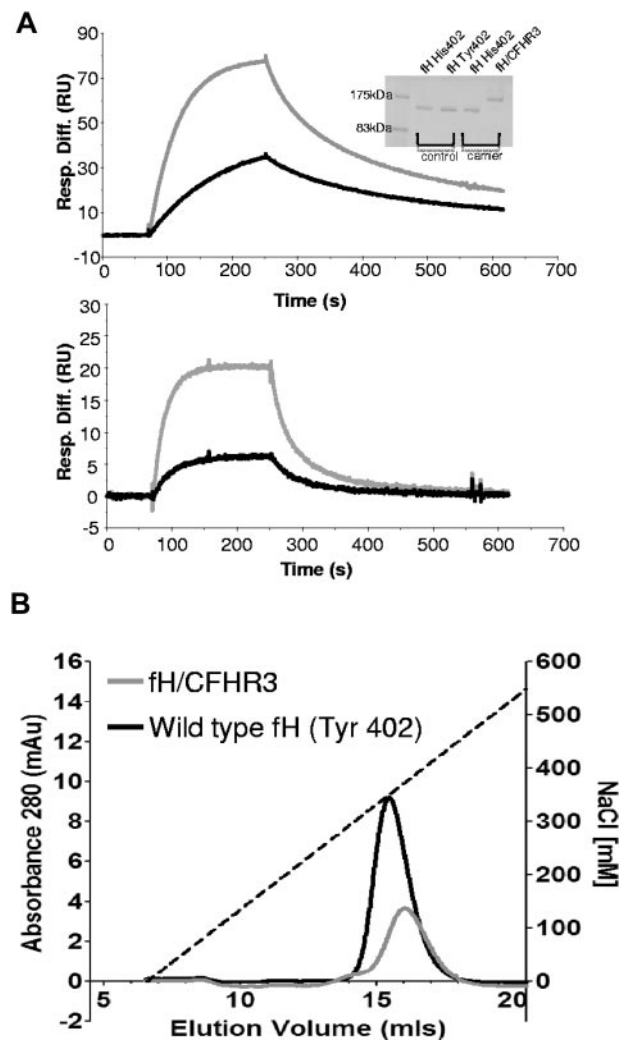 A
90
70
50
30
10
-10
Resp. Diff. (RU)
0 100 200 300 400 500 600 700
Time (s)
fH His402
fH Tyr402
fH His402
fH/CFHR3
175kDa
83kDa
control
carrier
30
25
20
15
10
5
0
-5
Resp. Diff. (RU)
0 100 200 300 400 500 600 700
Time (s)
B
16
14
12
10
8
6
4
2
0
-2
Absorbance 280 (mAu)
fH/CFHR3
Wild type fH (Tyr 402)
600
500
400
300
200
100
0
NaCl [mM]
5 10 15 20
Elution Volume (mls)